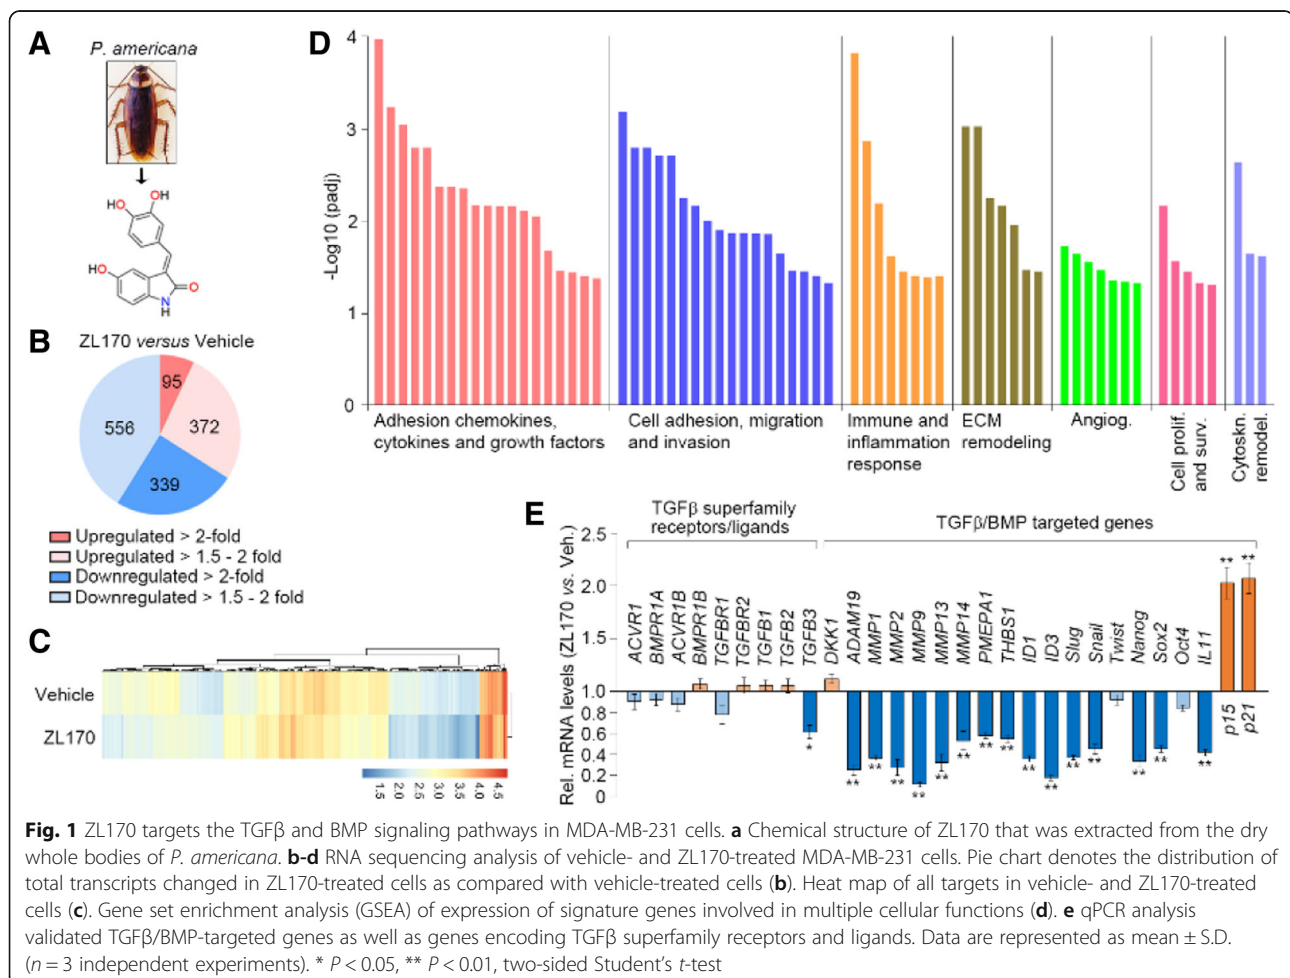 A
P. americana
HO
OH
HO
O
N
H
B
ZL170 versus Vehicle
95
372
339
556
Upregulated > 2-fold
Upregulated > 1.5 - 2 fold
Downregulated > 2-fold
Downregulated > 1.5 - 2 fold
C
Vehicle
ZL170
1.5 2.0 2.5 3.0 3.5 4.0 4.5
D
-Log10 (padj)
4
3
2
1
0
Adhesion chemokines,
cytokines and growth factors
Cell adhesion, migration
and invasion
Immune and
inflammation
response
ECM
remodeling
Angiog.
Cell prolif.
and surv.
Cytoskn.
remodel.
E
TGFβ superfamily
receptors/ligands
TGFβ/BMP targeted genes
Rel. mRNA levels (ZL170 vs. Veh.)
2.5
2.0
1.5
1.0
0.8
0.6
0.4
0.2
0
ACVR1
BMPR1A
ACVR1B
BMPR1B
TGFBR1
TGFBR2
TGFB1
TGFB2
TGFB3
DKK1
ADAM19
MMP1
MMP2
MMP9
MMP13
MMP14
PMEPA1
THBS1
ID1
ID3
Slug
Snail
Twist
Nanog
Sox2
Oct4
IL11
p15
p21
** **
* ** ** ** ** ** ** ** ** ** ** ** ** ** ** **
Fig. 1 ZL170 targets the TGFβ and BMP signaling pathways in MDA-MB-231 cells. a Chemical structure of ZL170 that was extracted from the dry
whole bodies of P. americana. b-d RNA sequencing analysis of vehicle- and ZL170-treated MDA-MB-231 cells. Pie chart denotes the distribution of
total transcripts changed in ZL170-treated cells as compared with vehicle-treated cells (b). Heat map of all targets in vehicle- and ZL170-treated
cells (c). Gene set enrichment analysis (GSEA) of expression of signature genes involved in multiple cellular functions (d). e qPCR analysis
validated TGFβ/BMP-targeted genes as well as genes encoding TGFβ superfamily receptors and ligands. Data are represented as mean ± S.D.
(n = 3 independent experiments). * P < 0.05, ** P < 0.01, two-sided Student's t-test